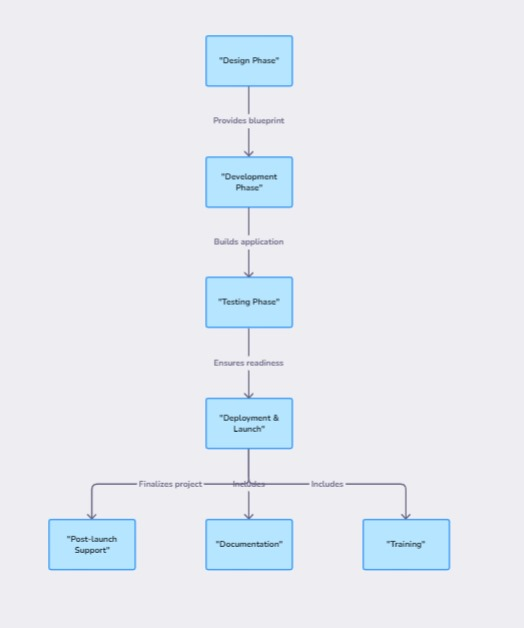 "Design Phase"
Provides blueprint
"Development
Phase"
Builds application
"Testing Phase"
Ensures readiness
"Deployment &
Launch"
Finalizes project
Includes
Includes
"Post-launch
Support"
"Documentation"
"Training"